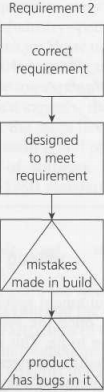 Requirement 2
correct
requirement
designed
to meet
requirement
mistakes
made in build
product
has bugs in it